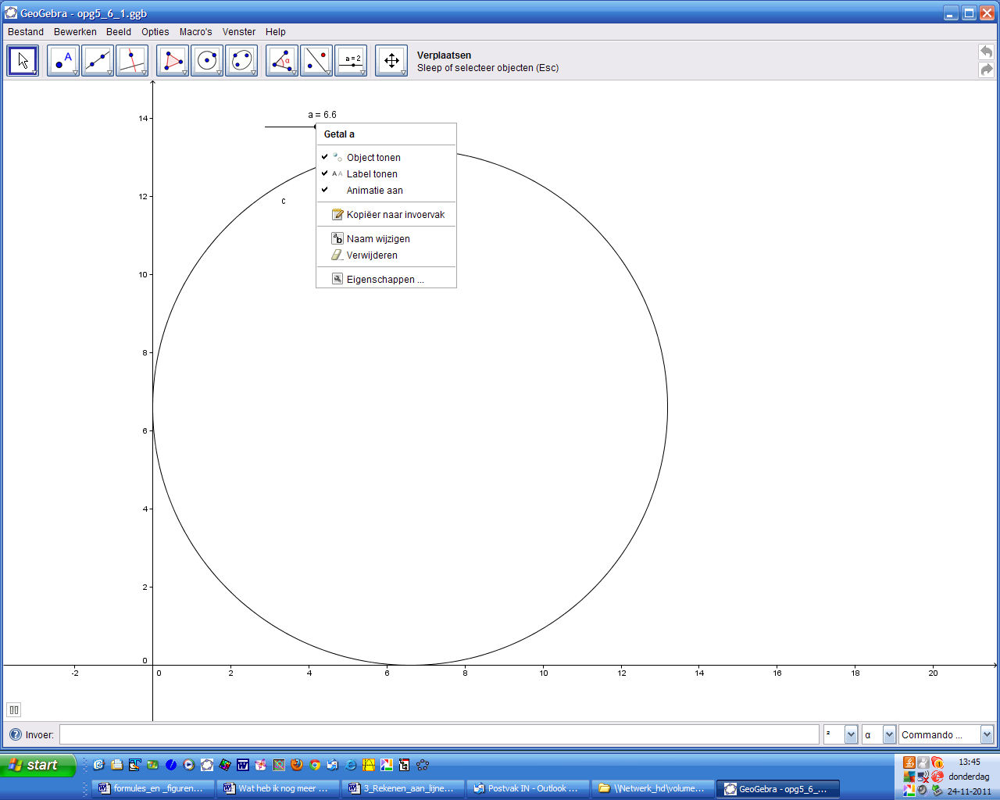 GeoGebra - opg5_6_1.ggb
Bestand Bewerken Beeld Opties Macro's Venster Help
A α a = 2
Verplaatsen
Sleep of selecteer objecten (Esc)
a = 6.6
Getal a
Object tonen
Label tonen
Animatie aan
Kopiëer naar invoervak
Naam wijzigen
Verwijderen
Eigenschappen ...
c
14
12
10
8
6
4
2
0
-2 0 2 4 6 8 10 12 14 16 18 20
Invoer: ² α Commando ...
start
13:45
donderdag
24-11-2011
formules_en _figuren... Wat heb ik nog meer ... 3_Rekenen_aan_lijne... Postvak IN - Outlook ... \\Netwerk_hd\volume... GeoGebra - opg5_6_...